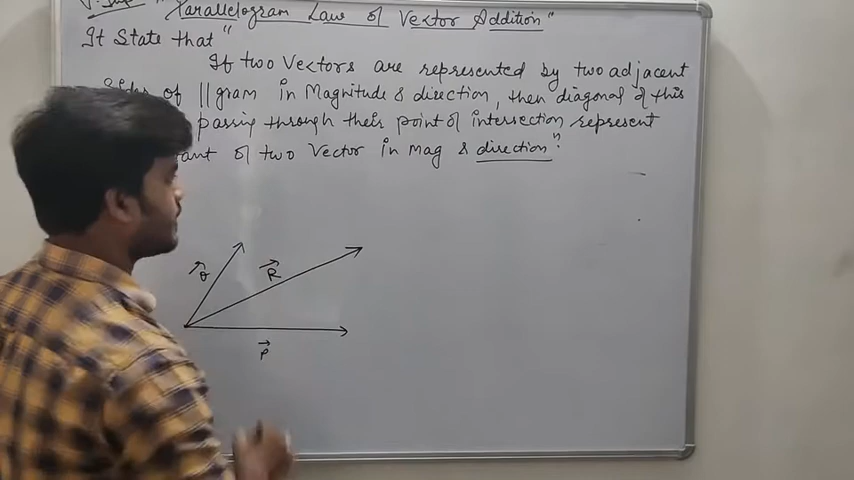 V. Imp " Parallelogram Law of Vector Addition"
It State that "
If two Vectors are represented by two adjacent
of ||gram in Magnitude & direction, then diagonal of this
passing through their point of intersection represent
of two Vector in Mag & direction".
Q
R
P